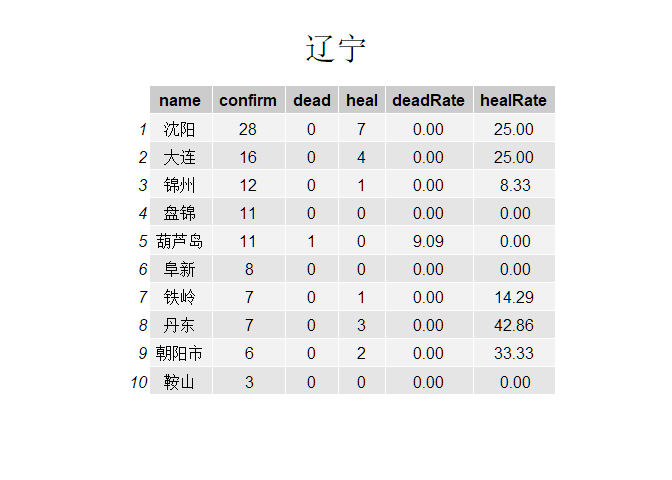 辽宁
name confirm dead heal deadRate healRate
1 沈阳 28 0 7 0.00 25.00
2 大连 16 0 4 0.00 25.00
3 锦州 12 0 1 0.00 8.33
4 盘锦 11 0 0 0.00 0.00
5 葫芦岛 11 1 0 9.09 0.00
6 阜新 8 0 0 0.00 0.00
7 铁岭 7 0 1 0.00 14.29
8 丹东 7 0 3 0.00 42.86
9 朝阳市 6 0 2 0.00 33.33
10 鞍山 3 0 0 0.00 0.00